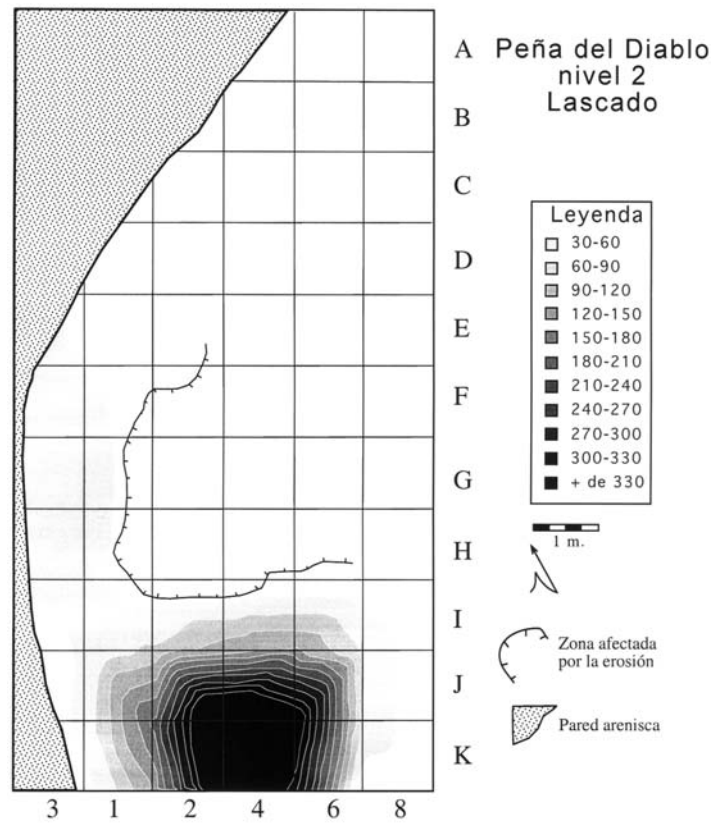 Peña del Diablo
nivel 2
Lascado
A
B
C
D
E
F
G
H
I
J
K
3 1 2 4 6 8
Leyenda
30-60
60-90
90-120
120-150
150-180
180-210
210-240
240-270
270-300
300-330
+ de 330
1 m.
Zona afectada
por la erosión
Pared arenisca